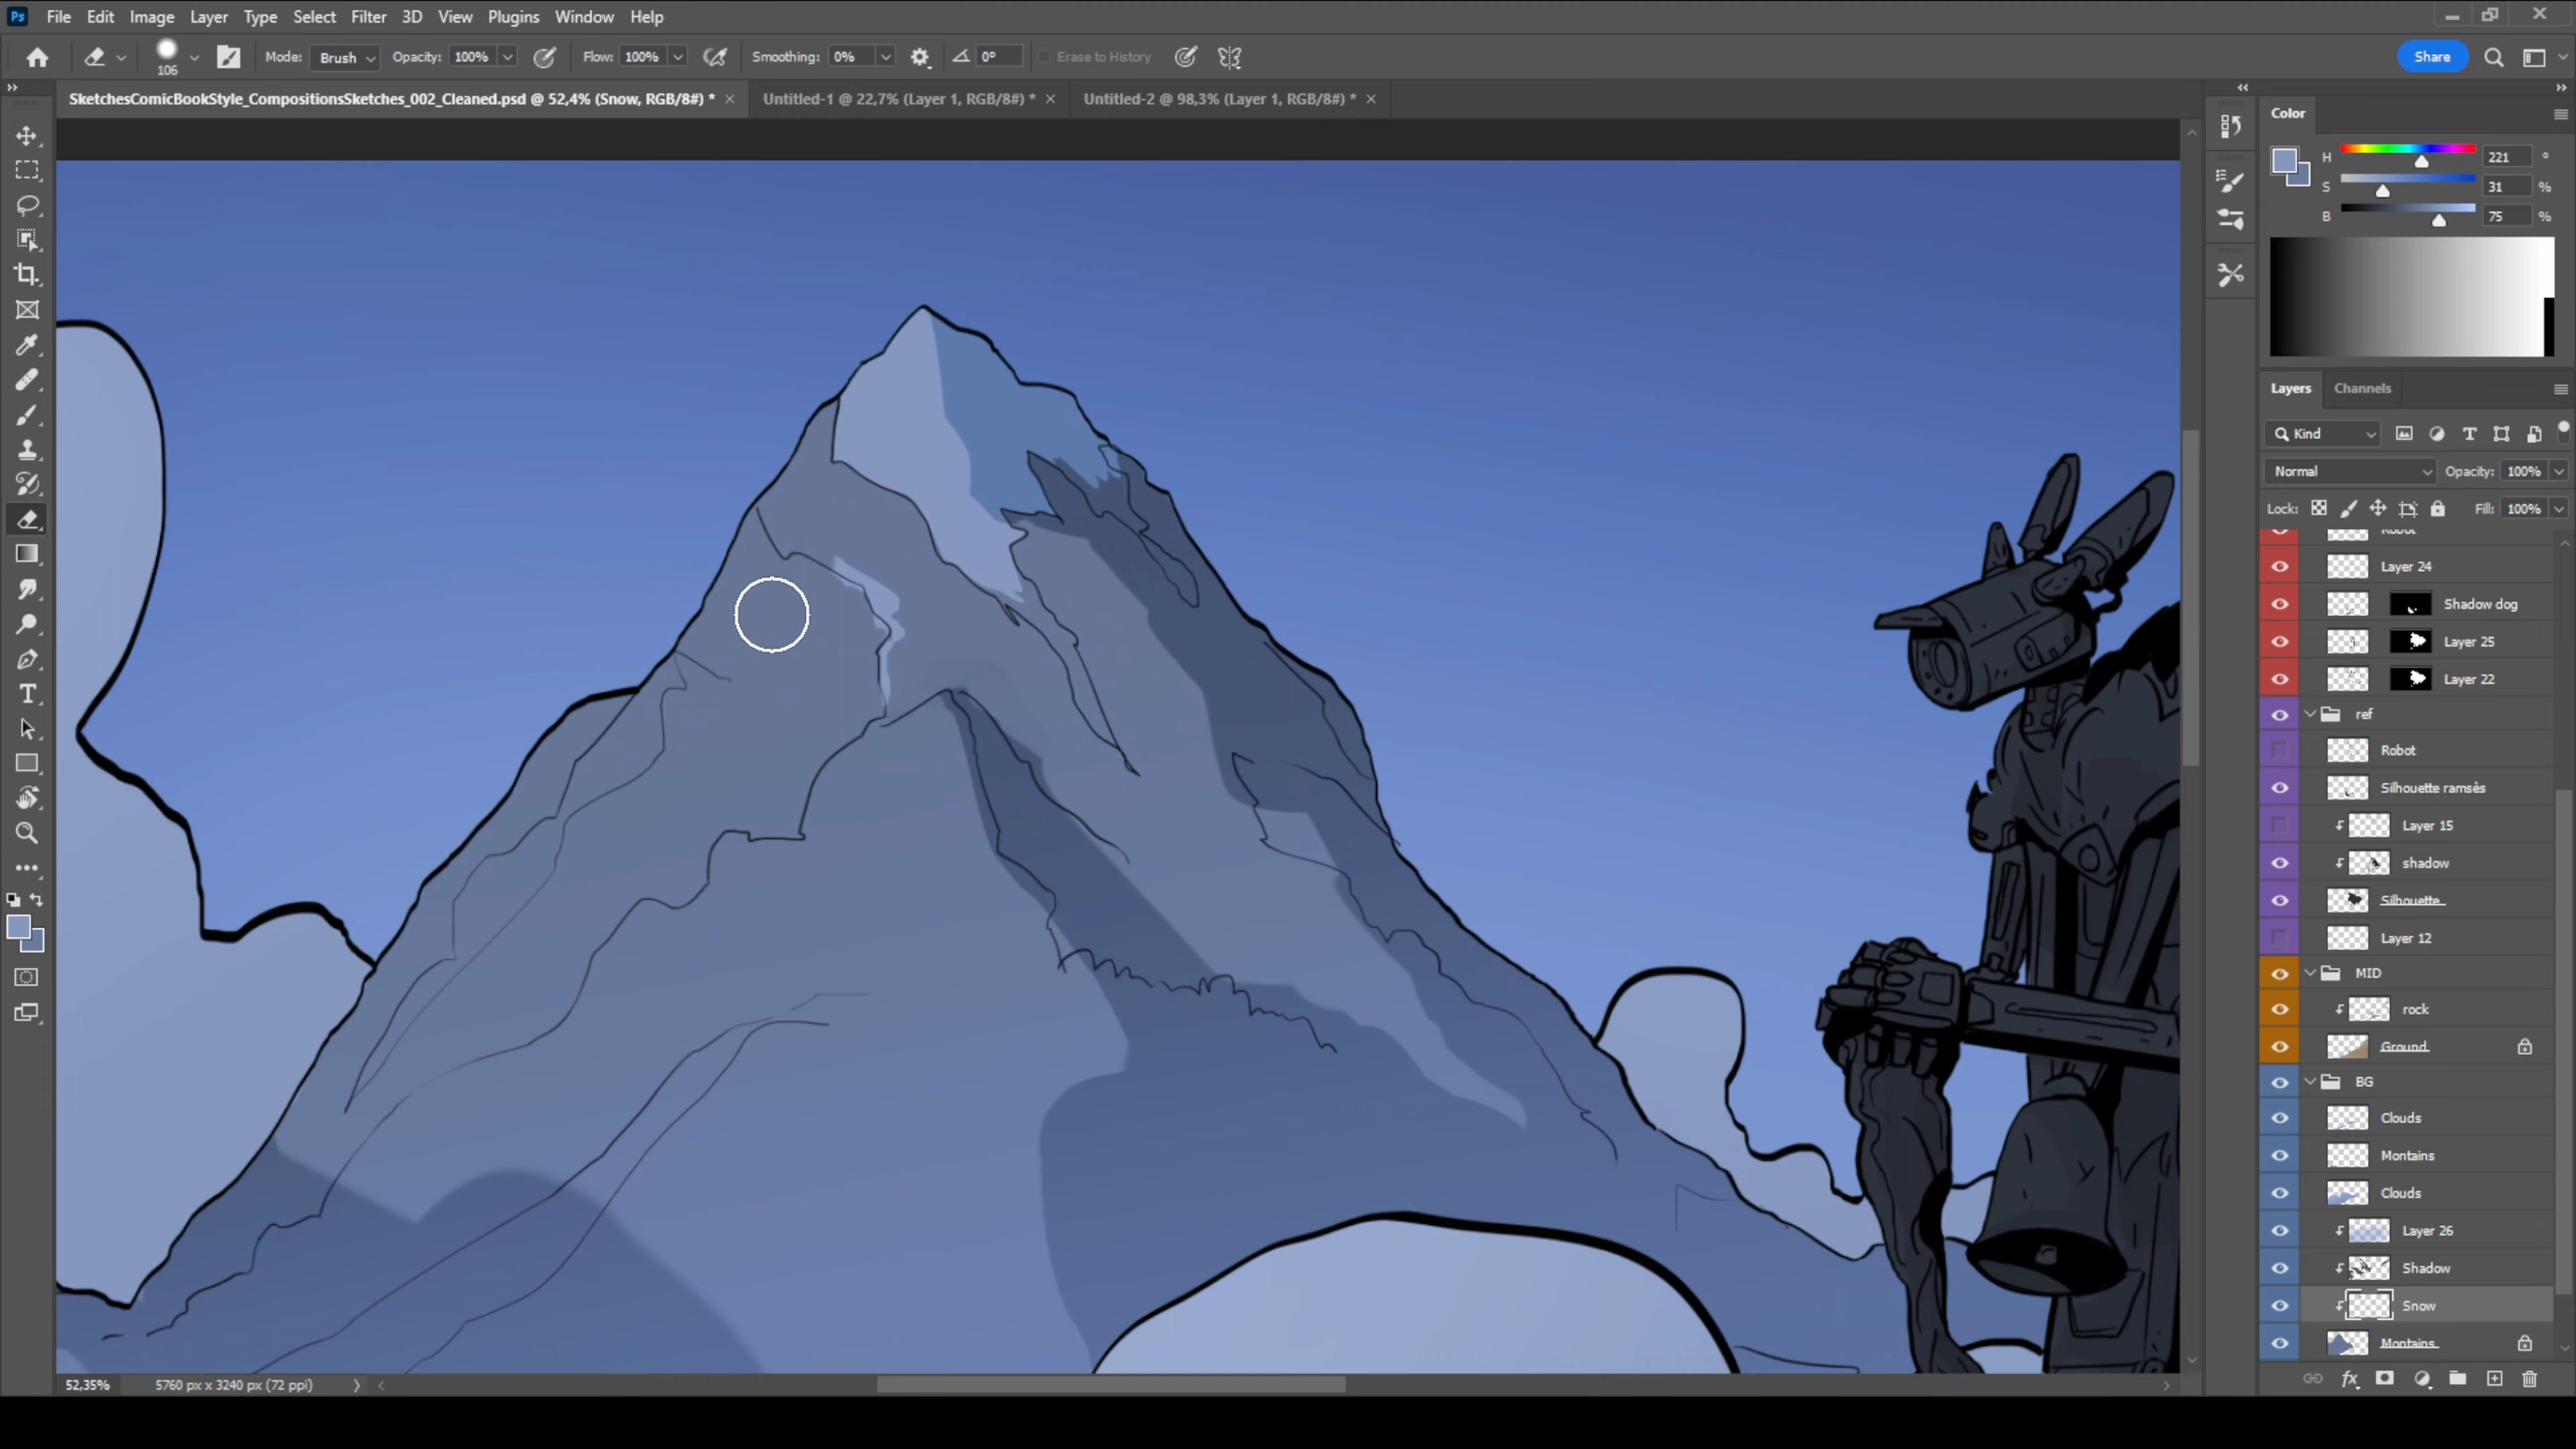 Ps File Edit Image Layer Type Select Filter 3D View Plugins Window Help
106 Mode: Brush Opacity: 100% Flow: 100% Smoothing: 0% 0° Erase to History Share
SketchesComicBookStyle_CompositionsSketches_002_Cleaned.psd @ 52,4% (Snow, RGB/8#) * Untitled-1 @ 22,7% (Layer 1, RGB/8#) * Untitled-2 @ 98,3% (Layer 1, RGB/8#) *
Color
H 221 °
S 31 %
B 75 %
Layers Channels
Kind
Normal Opacity: 100%
Lock: Fill: 100%
Robot
Layer 24
Shadow dog
Layer 25
Layer 22
ref
Robot
Silhouette ramsès
Layer 15
shadow
Silhouette
Layer 12
MID
rock
Ground
BG
Clouds
Montains
Clouds
Layer 26
Shadow
Snow
Montains
fx
52,35% 5760 px x 3240 px (72 ppi)